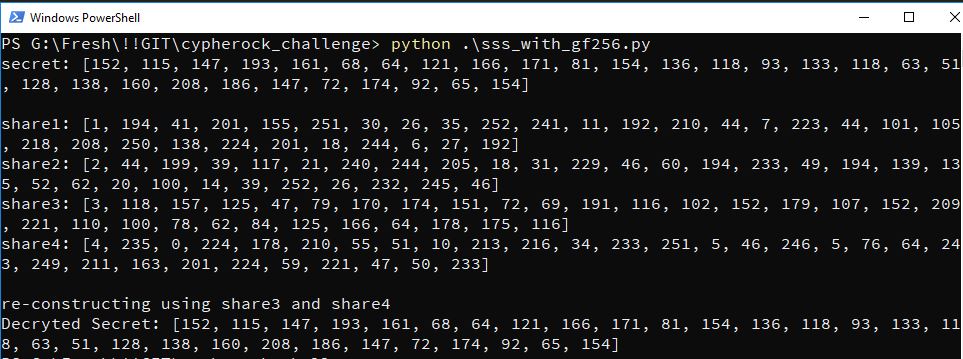 Windows PowerShell
PS G:\Fresh\!!GIT\cypherock_challenge> python .\sss_with_gf256.py
secret: [152, 115, 147, 193, 161, 68, 64, 121, 166, 171, 81, 154, 136, 118, 93, 133, 118, 63, 51
, 128, 138, 160, 208, 186, 147, 72, 174, 92, 65, 154]
share1: [1, 194, 41, 201, 155, 251, 30, 26, 35, 252, 241, 11, 192, 210, 44, 7, 223, 44, 101, 105
, 218, 208, 250, 138, 224, 201, 18, 244, 6, 27, 192]
share2: [2, 44, 199, 39, 117, 21, 240, 244, 205, 18, 31, 229, 46, 60, 194, 233, 49, 194, 139, 13
5, 52, 62, 20, 100, 14, 39, 252, 26, 232, 245, 46]
share3: [3, 118, 157, 125, 47, 79, 170, 174, 151, 72, 69, 191, 116, 102, 152, 179, 107, 152, 209
, 221, 110, 100, 78, 62, 84, 125, 166, 64, 178, 175, 116]
share4: [4, 235, 0, 224, 178, 210, 55, 51, 10, 213, 216, 34, 233, 251, 5, 46, 246, 5, 76, 64, 24
3, 249, 211, 163, 201, 224, 59, 221, 47, 50, 233]
re-constructing using share3 and share4
Decryted Secret: [152, 115, 147, 193, 161, 68, 64, 121, 166, 171, 81, 154, 136, 118, 93, 133, 11
8, 63, 51, 128, 138, 160, 208, 186, 147, 72, 174, 92, 65, 154]